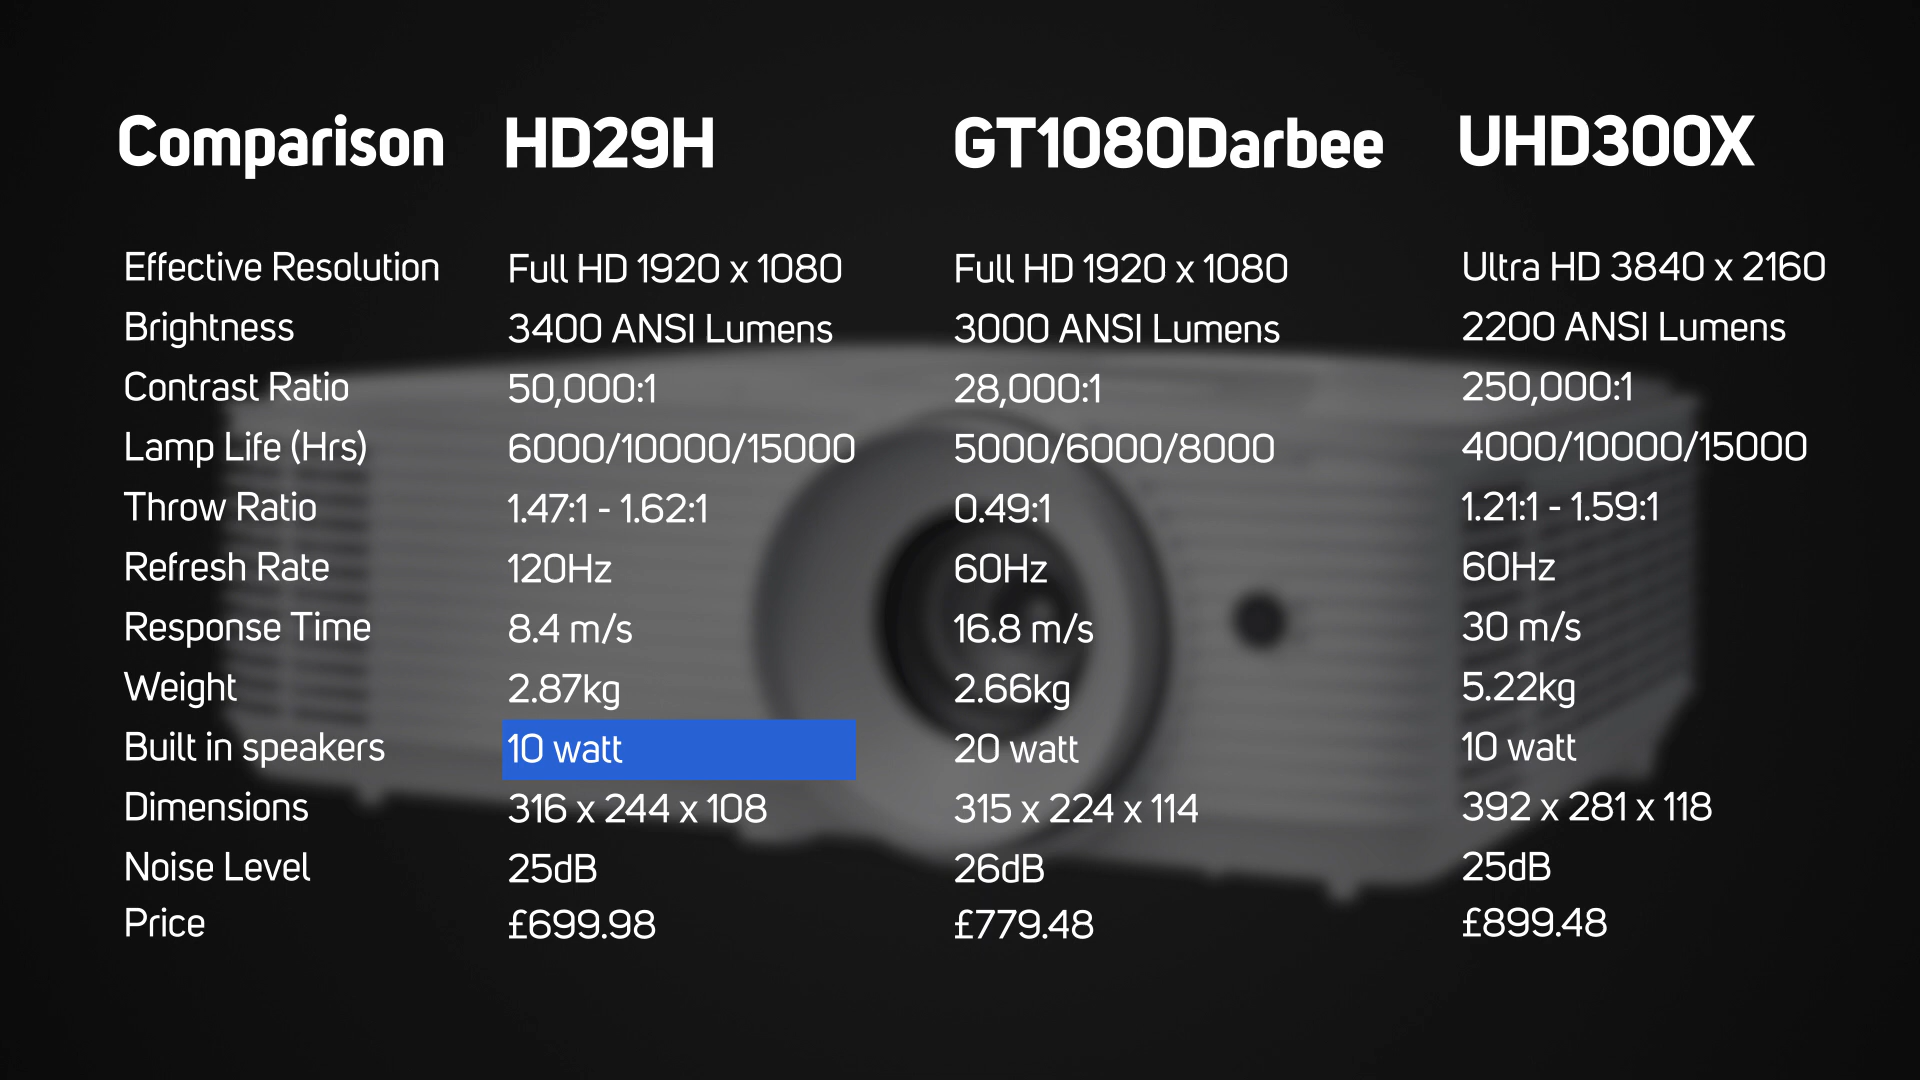 Comparison HD29H GT1080Darbee UHD300X
Effective Resolution Full HD 1920 x 1080 Full HD 1920 x 1080 Ultra HD 3840 x 2160
Brightness 3400 ANSI Lumens 3000 ANSI Lumens 2200 ANSI Lumens
Contrast Ratio 50,000:1 28,000:1 250,000:1
Lamp Life (Hrs) 6000/10000/15000 5000/6000/8000 4000/10000/15000
Throw Ratio 1.47:1 - 1.62:1 0.49:1 1.21:1 - 1.59:1
Refresh Rate 120Hz 60Hz 60Hz
Response Time 8.4 m/s 16.8 m/s 30 m/s
Weight 2.87kg 2.66kg 5.22kg
Built in speakers 10 watt 20 watt 10 watt
Dimensions 316 x 244 x 108 315 x 224 x 114 392 x 281 x 118
Noise Level 25dB 26dB 25dB
Price £699.98 £779.48 £899.48